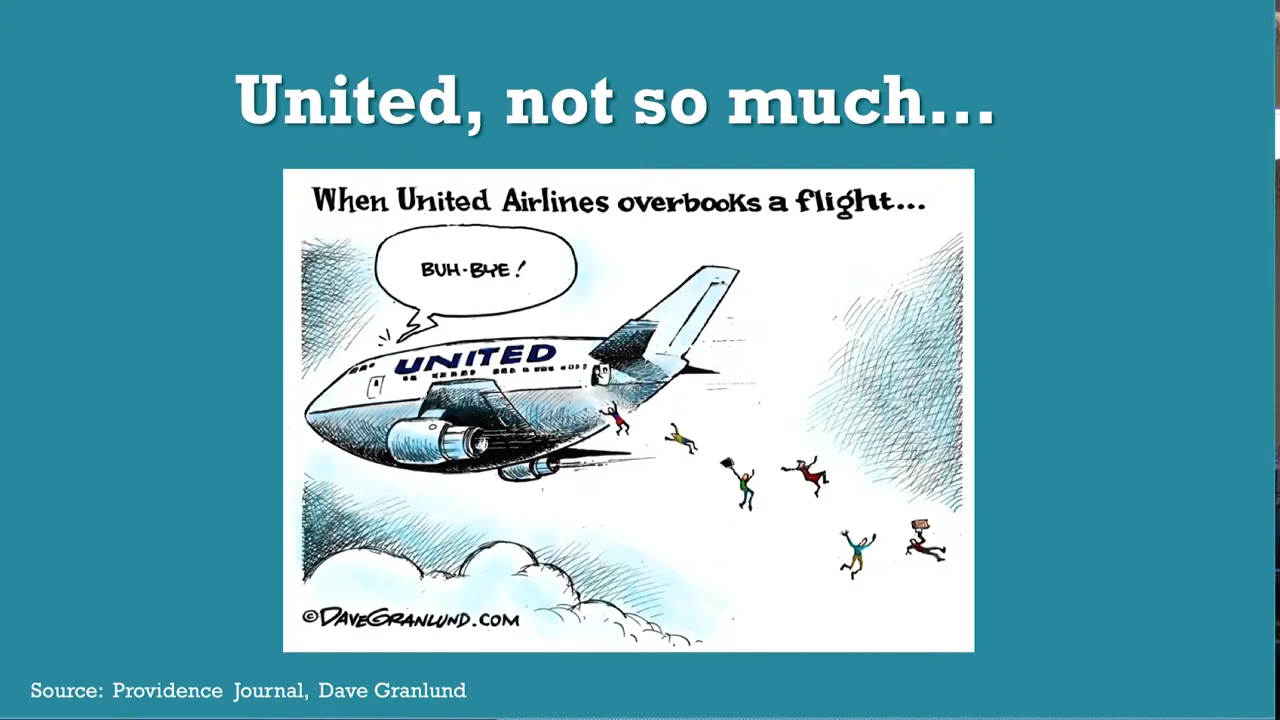 United, not so much...
When United Airlines overbooks a flight...
BUH-BYE!
UNITED
©DAVEGRANLUND.COM
Source: Providence Journal, Dave Granlund